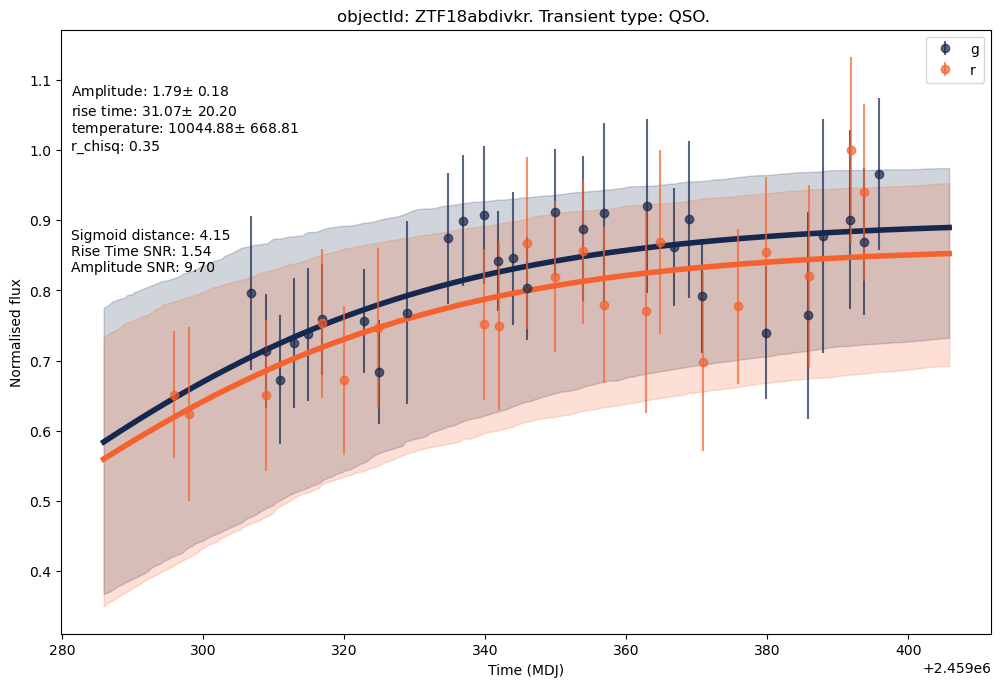 objectId: ZTF18abdivkr. Transient type: QSO.
g
r
Amplitude: 1.79± 0.18
rise time: 31.07± 20.20
temperature: 10044.88± 668.81
r_chisq: 0.35
Sigmoid distance: 4.15
Rise Time SNR: 1.54
Amplitude SNR: 9.70
Normalised flux
1.1
1.0
0.9
0.8
0.7
0.6
0.5
0.4
280 300 320 340 360 380 400
Time (MDJ)
+2.459e6